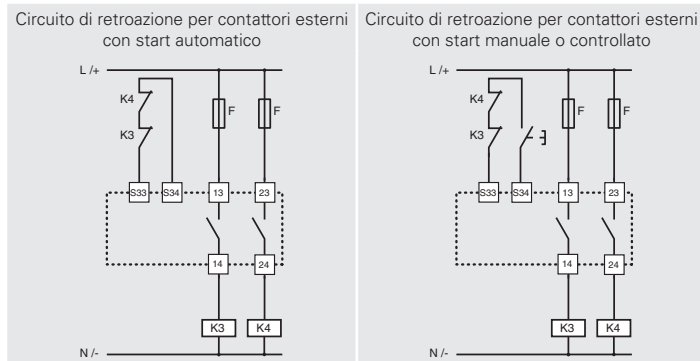 Circuito di retroazione per contattori esterni
con start automatico
L /+
K4
F
F
K3
S33
S34
13
23
14
24
K3
K4
N /-
Circuito di retroazione per contattori esterni
con start manuale o controllato
L /+
K4
F
F
K3
S33
S34
13
23
14
24
K3
K4
N /-